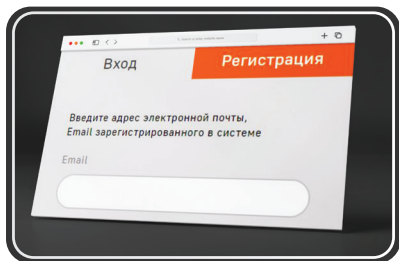 Вход
Регистрация
Введите адрес электронной почты,
Email зарегистрированного в системе
Email